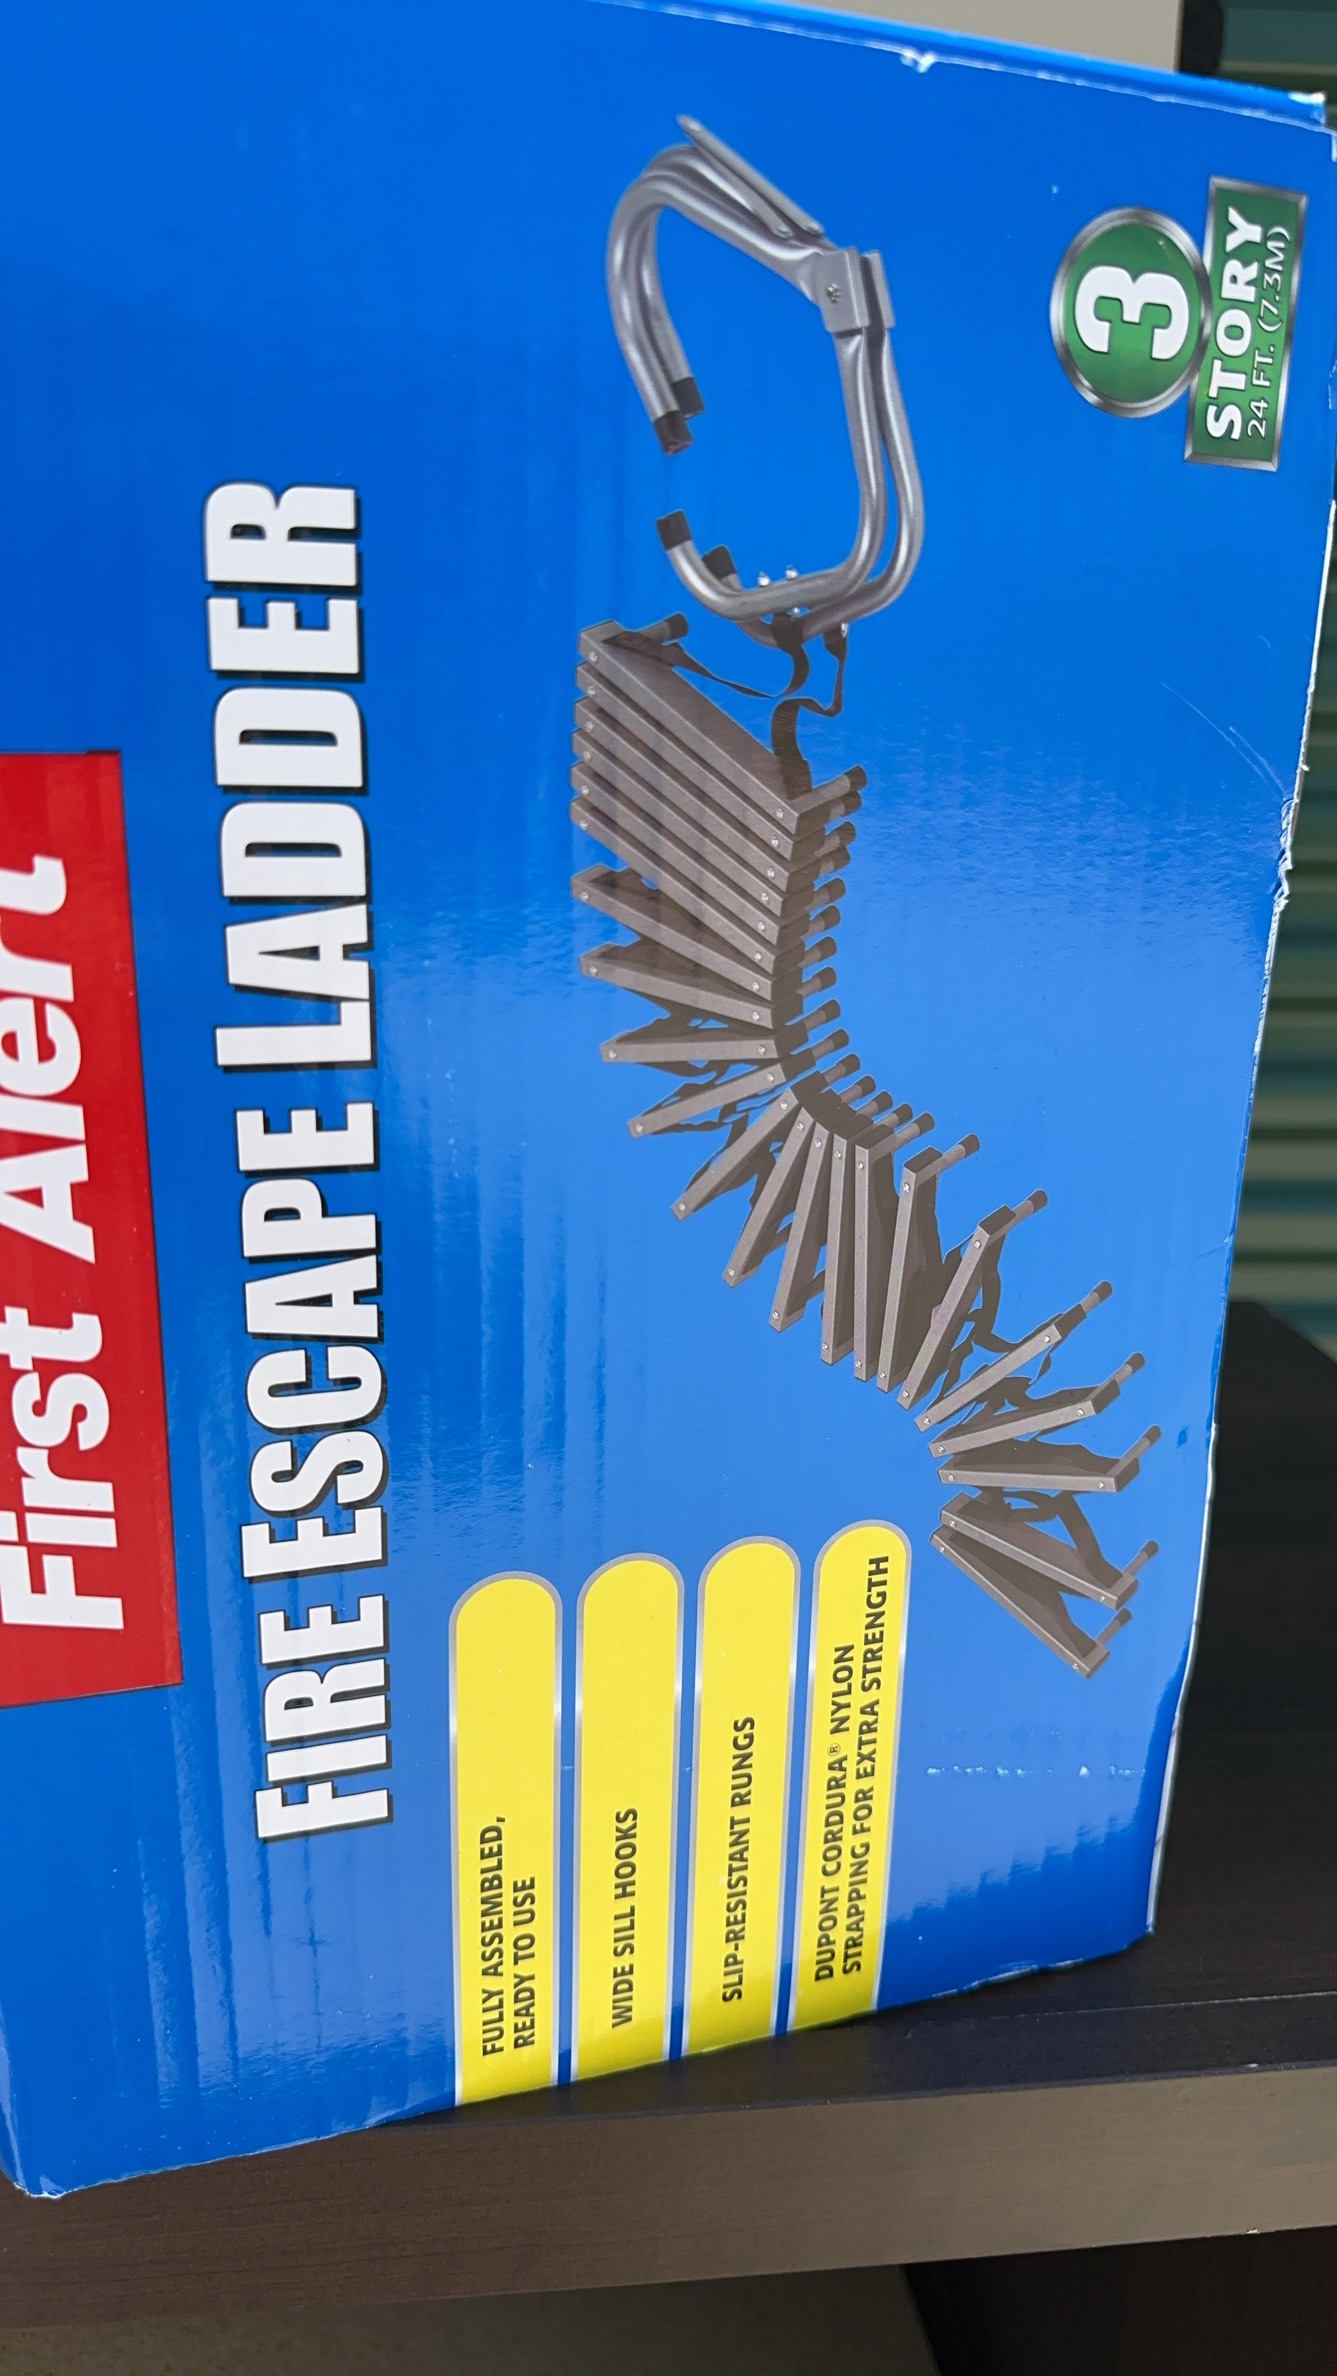 First Alert
FIRE ESCAPE LADDER
FULLY ASSEMBLED,
READY TO USE
WIDE SILL HOOKS
SLIP-RESISTANT RUNGS
DUPONT CORDURA® NYLON
STRAPPING FOR EXTRA STRENGTH
3
STORY
24 FT. (7.3M)